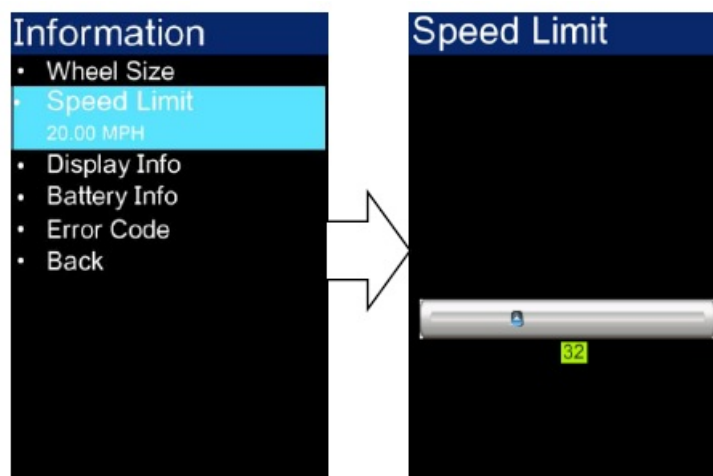 Information
• Wheel Size
• Speed Limit
20.00 MPH
• Display Info
• Battery Info
• Error Code
• Back
Speed Limit
32